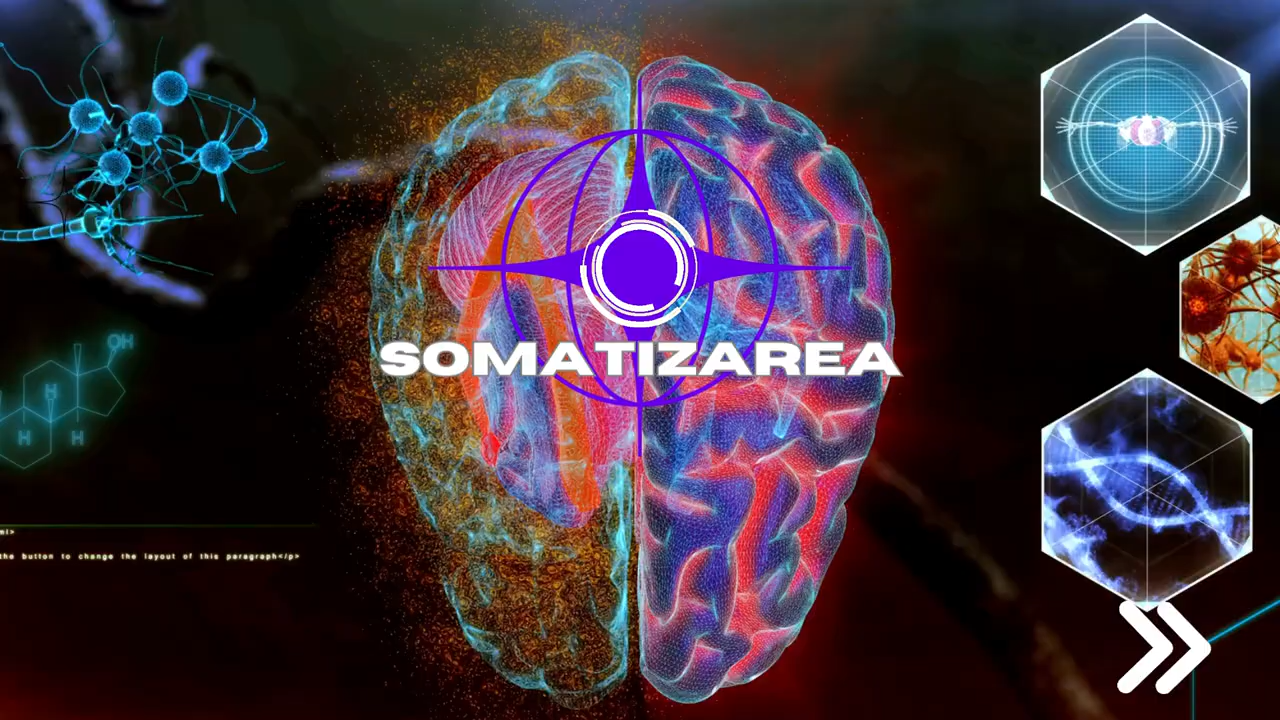 SOMATIZAREA
OH
H
H
H
ml>
the button to change the layout of this paragraph</p>